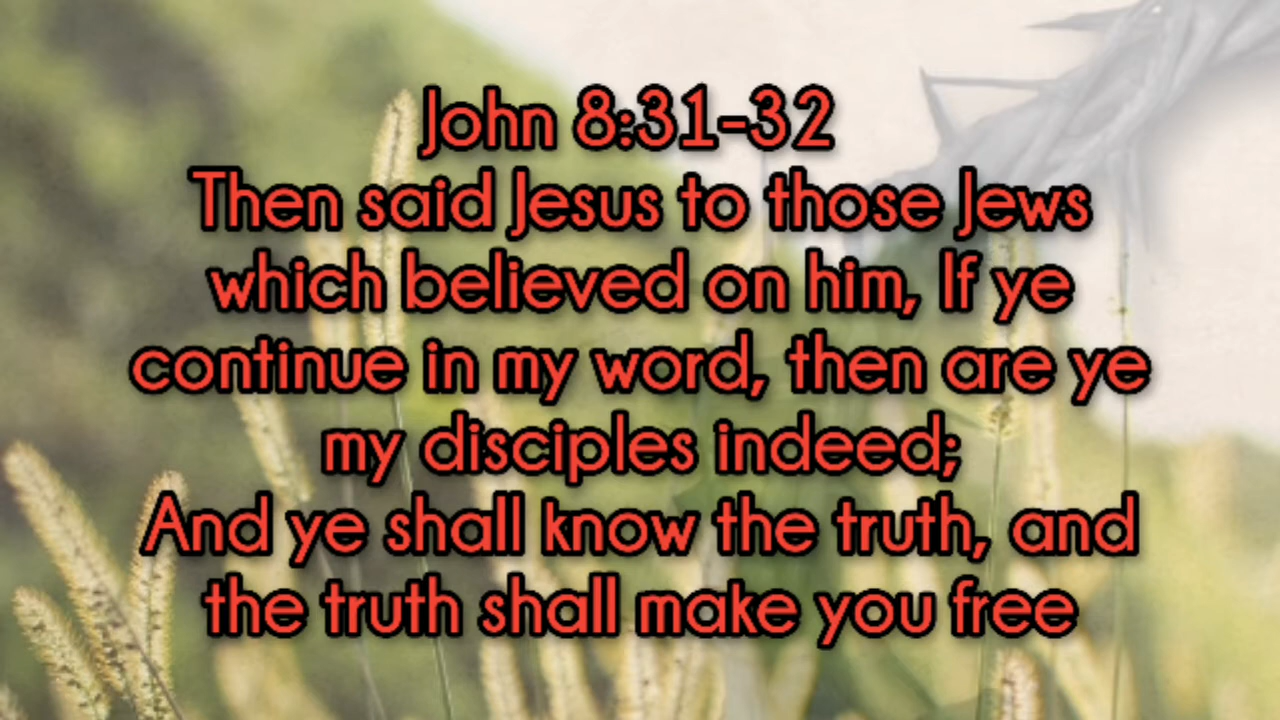 John 8:31-32
Then said Jesus to those Jews
which believed on him, If ye
continue in my word, then are ye
my disciples indeed;
And ye shall know the truth, and
the truth shall make you free